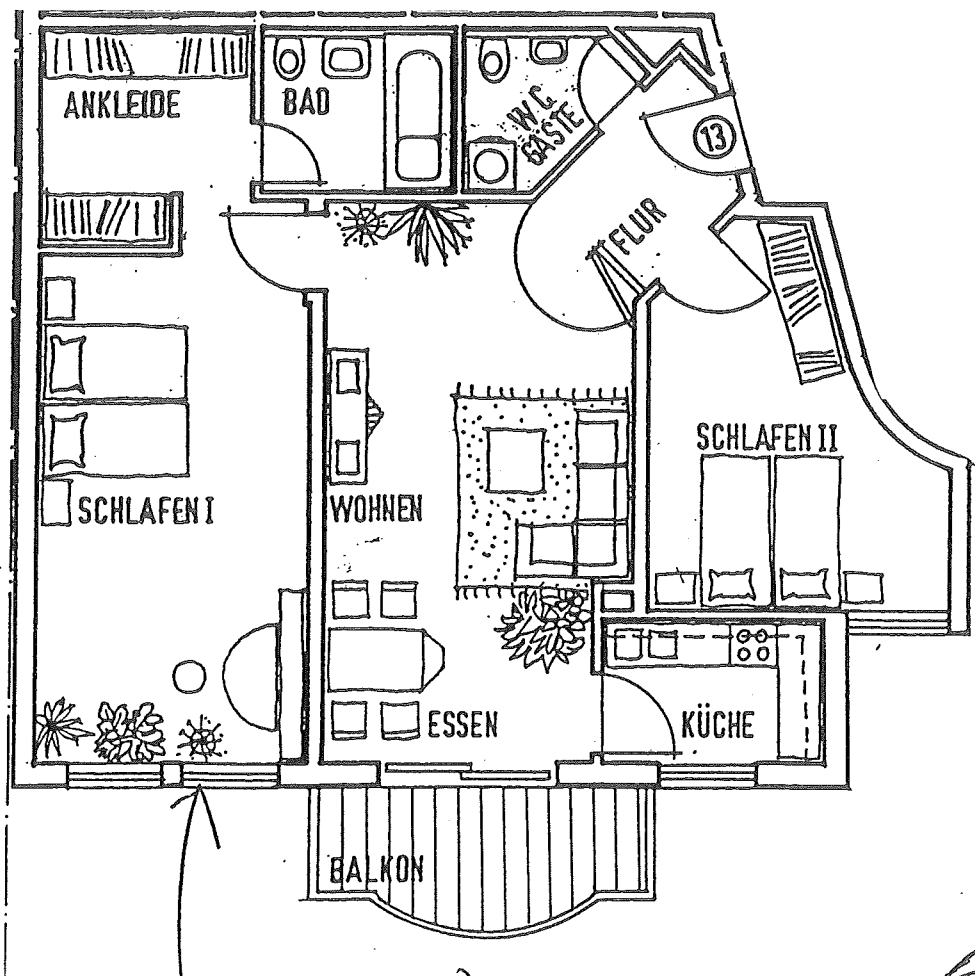 ANKLEIDE
BAD
W.C.
GÄSTE
13
FLUR
SCHLAFEN II
SCHLAFEN I
WOHNEN
ESSEN
KÜCHE
BALKON